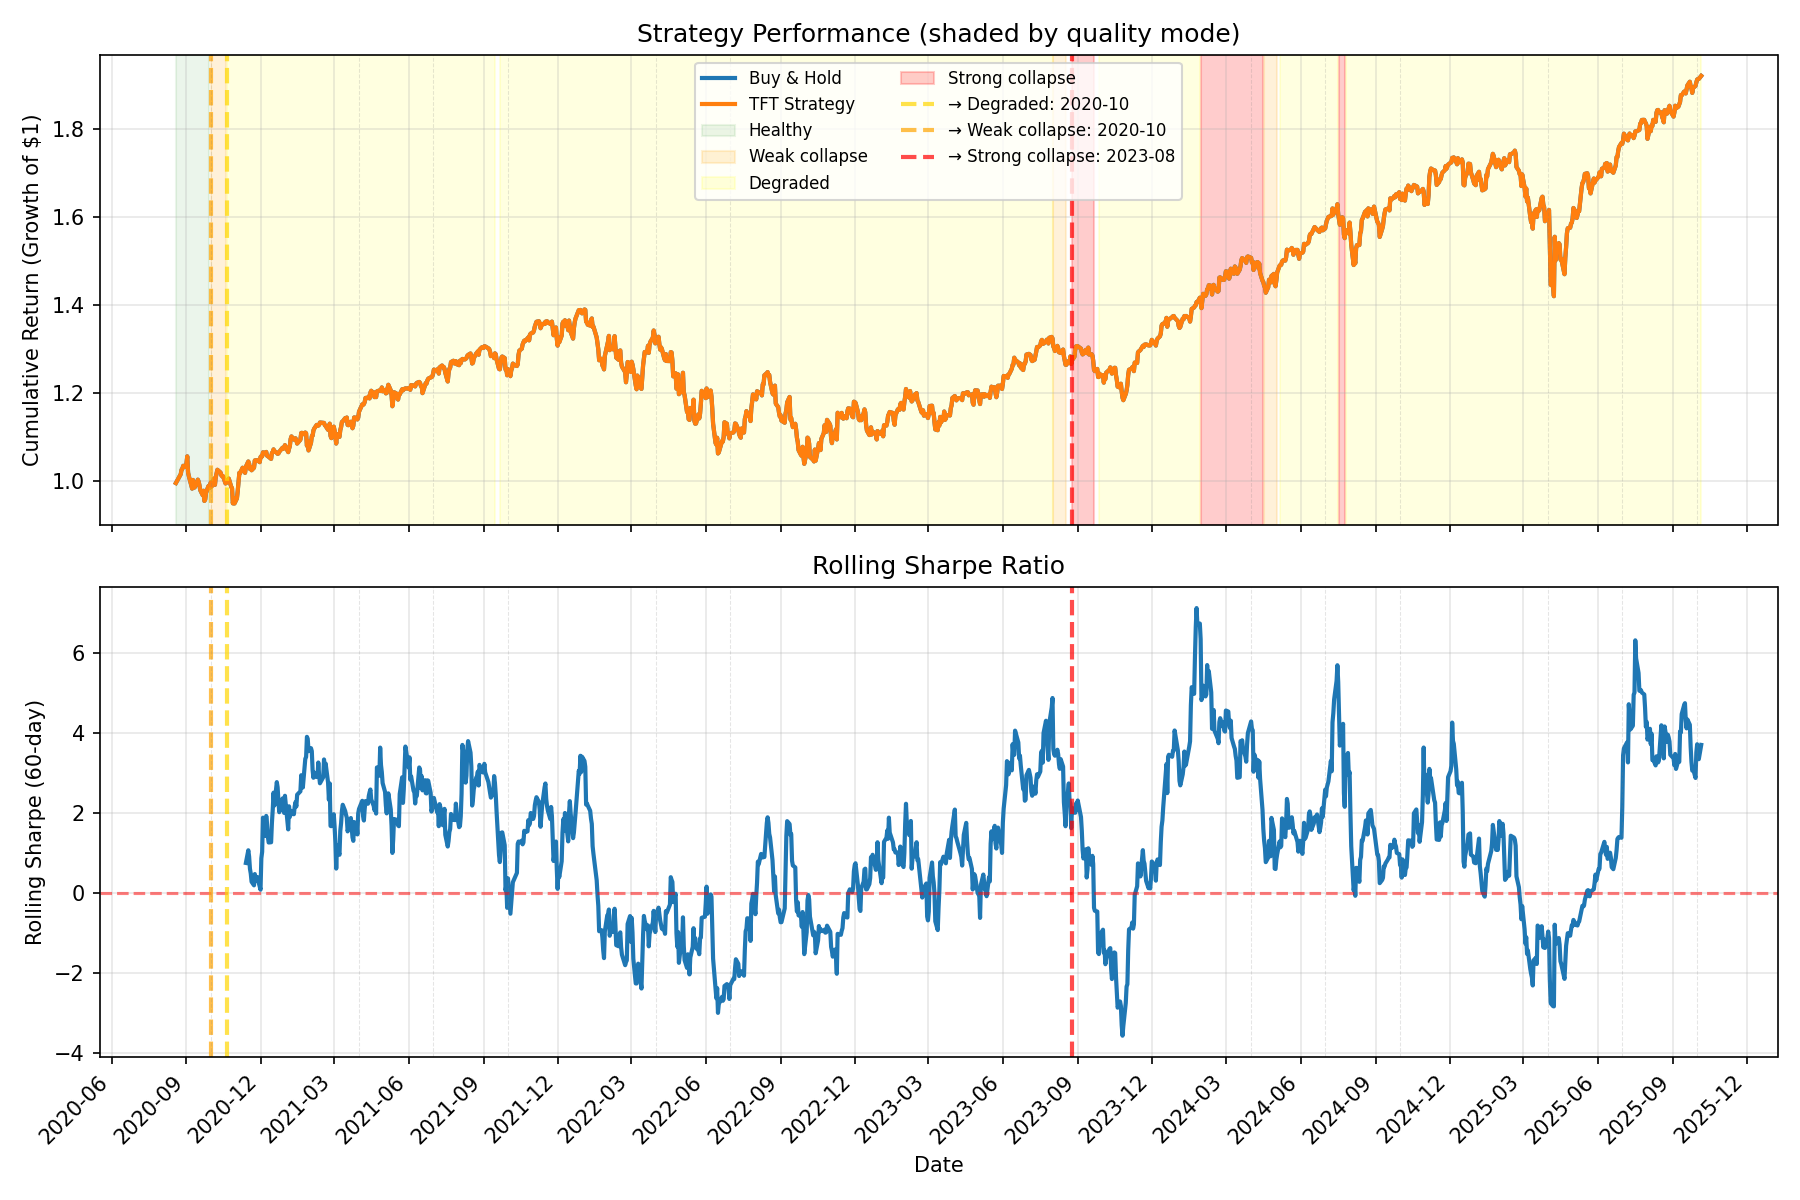 Strategy Performance (shaded by quality mode)
Cumulative Return (Growth of $1)
1.8
1.6
1.4
1.2
1.0
Buy & Hold
TFT Strategy
Healthy
Weak collapse
Degraded
Strong collapse
→ Degraded: 2020-10
→ Weak collapse: 2020-10
→ Strong collapse: 2023-08
Rolling Sharpe Ratio
Rolling Sharpe (60-day)
6
4
2
0
−2
−4
2020-06
2020-09
2020-12
2021-03
2021-06
2021-09
2021-12
2022-03
2022-06
2022-09
2022-12
2023-03
2023-06
2023-09
2023-12
2024-03
2024-06
2024-09
2024-12
2025-03
2025-06
2025-09
2025-12
Date